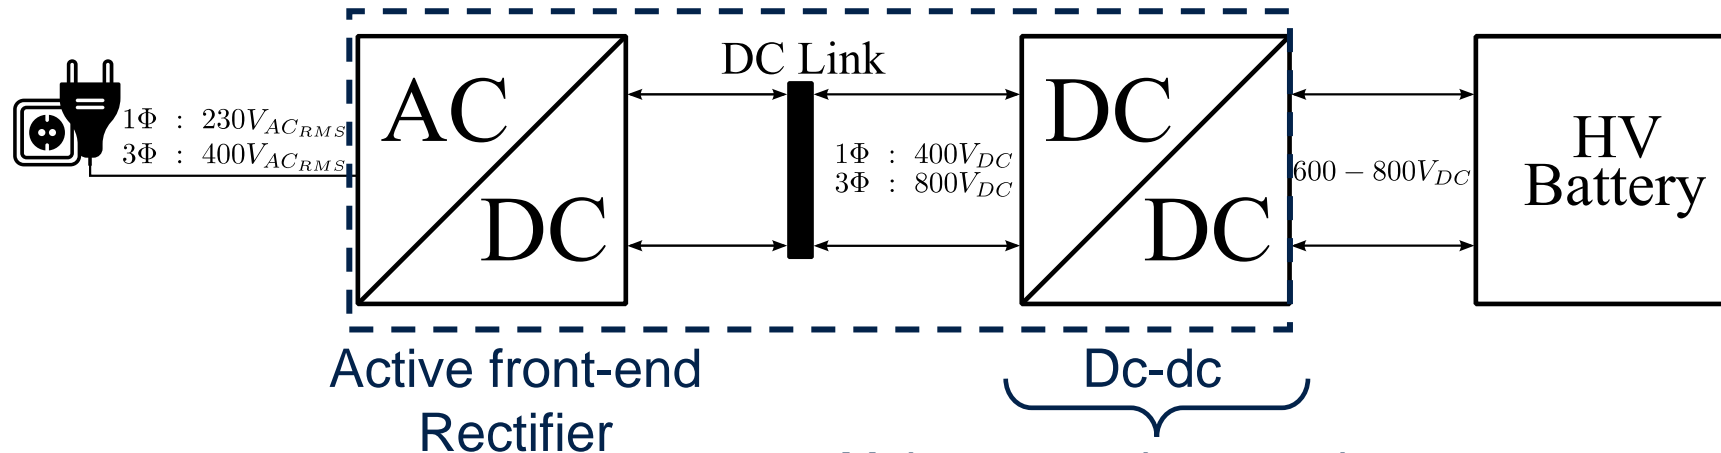 DC Link
AC
DC
DC
DC
1Φ : 230V_{AC_{RMS}}
3Φ : 400V_{AC_{RMS}}
1Φ : 400V_{DC}
3Φ : 800V_{DC}
600 − 800V_{DC}
HV
Battery
Active front-end
Rectifier
Dc-dc